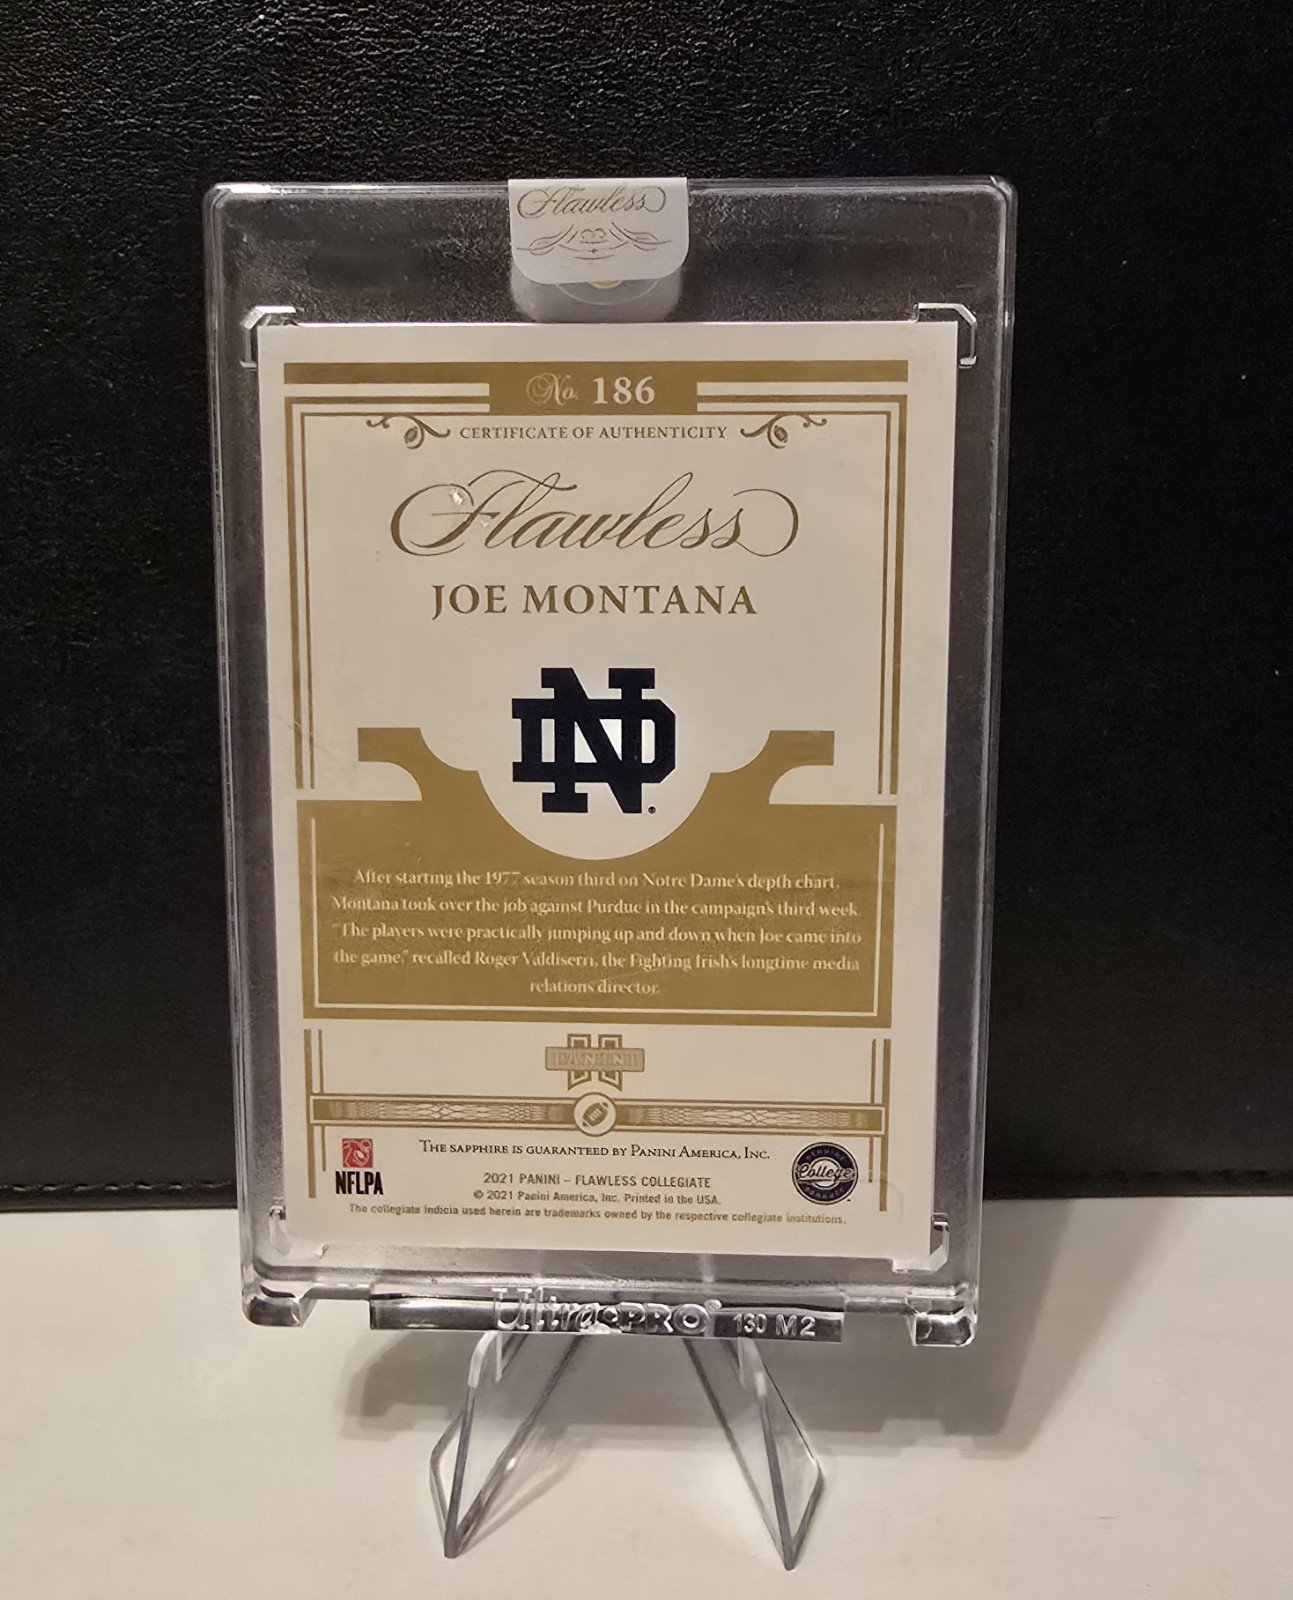 Flawless
No. 186
CERTIFICATE OF AUTHENTICITY
Flawless
JOE MONTANA
ND
After starting the 1977 season third on Notre Dame's depth chart,
Montana took over the job against Purdue in the campaign's third week.
"The players were practically jumping up and down when Joe came into
the game," recalled Roger Valdiserri, the Fighting Irish's longtime media
relations director.
PANINI
THE SAPPHIRE IS GUARANTEED BY PANINI AMERICA, INC.
NFLPA
College
2021 PANINI – FLAWLESS COLLEGIATE
© 2021 Panini America, Inc. Printed in the USA.
The collegiate indicia used herein are trademarks owned by the respective collegiate institutions.
Ultra•PRO® 130 M2